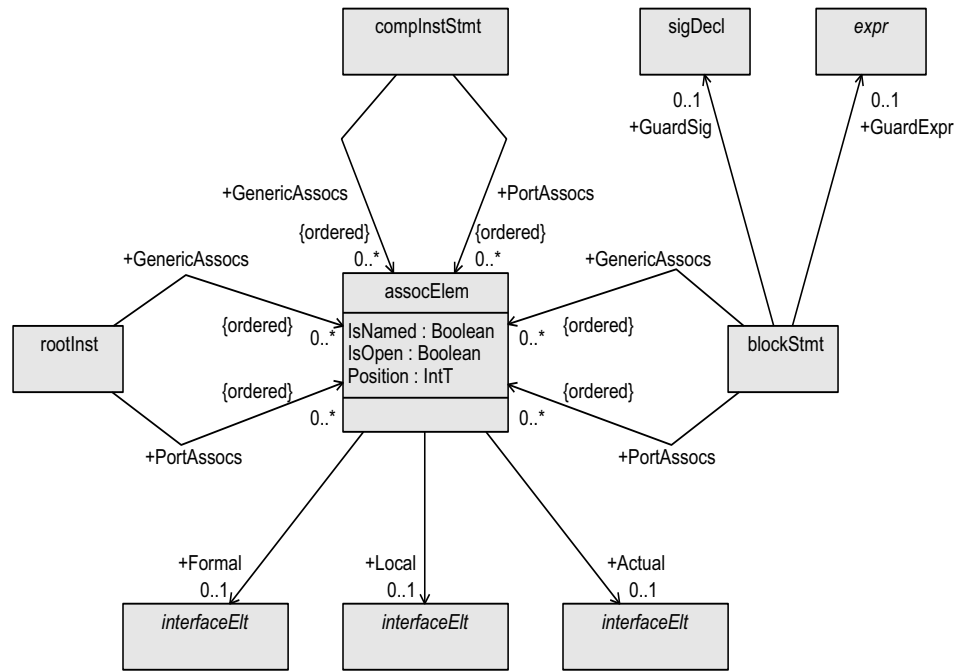 compInstStmt
sigDecl
expr
0..1
+GuardSig
0..1
+GuardExpr
+GenericAssocs
{ordered}
0..*
+PortAssocs
{ordered}
0..*
+GenericAssocs
{ordered}
0..*
+GenericAssocs
{ordered}
0..*
assocElem
IsNamed : Boolean
IsOpen : Boolean
Position : IntT
rootInst
blockStmt
{ordered}
0..*
+PortAssocs
{ordered}
0..*
+PortAssocs
+Formal
0..1
+Local
0..1
+Actual
0..1
interfaceElt
interfaceElt
interfaceElt